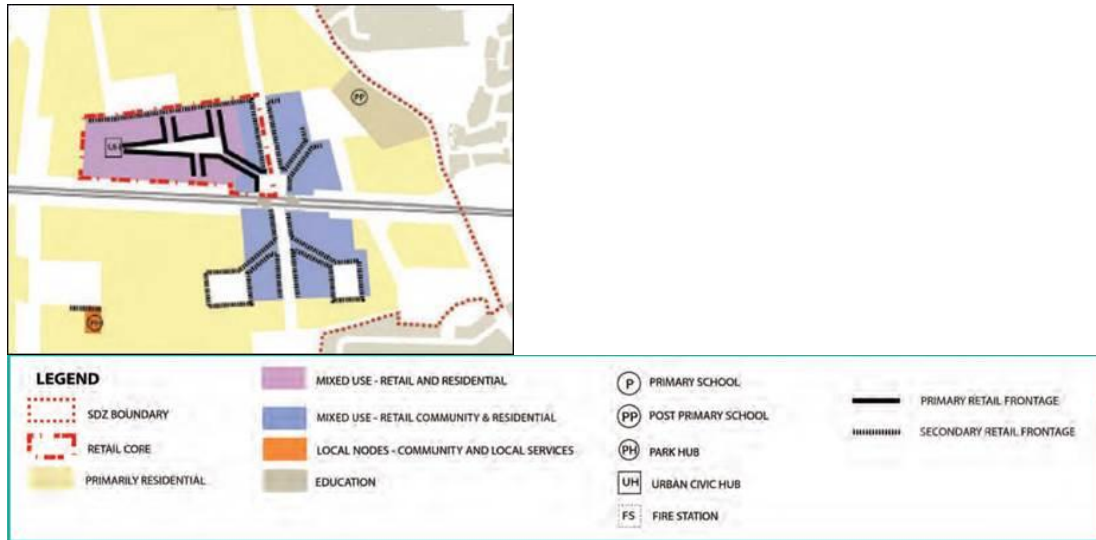 PP
UH
PH
LEGEND
SDZ BOUNDARY
RETAIL CORE
PRIMARILY RESIDENTIAL
MIXED USE - RETAIL AND RESIDENTIAL
MIXED USE - RETAIL COMMUNITY & RESIDENTIAL
LOCAL NODES - COMMUNITY AND LOCAL SERVICES
EDUCATION
P PRIMARY SCHOOL
PP POST PRIMARY SCHOOL
PH PARK HUB
UH URBAN CIVIC HUB
FS FIRE STATION
PRIMARY RETAIL FRONTAGE
SECONDARY RETAIL FRONTAGE